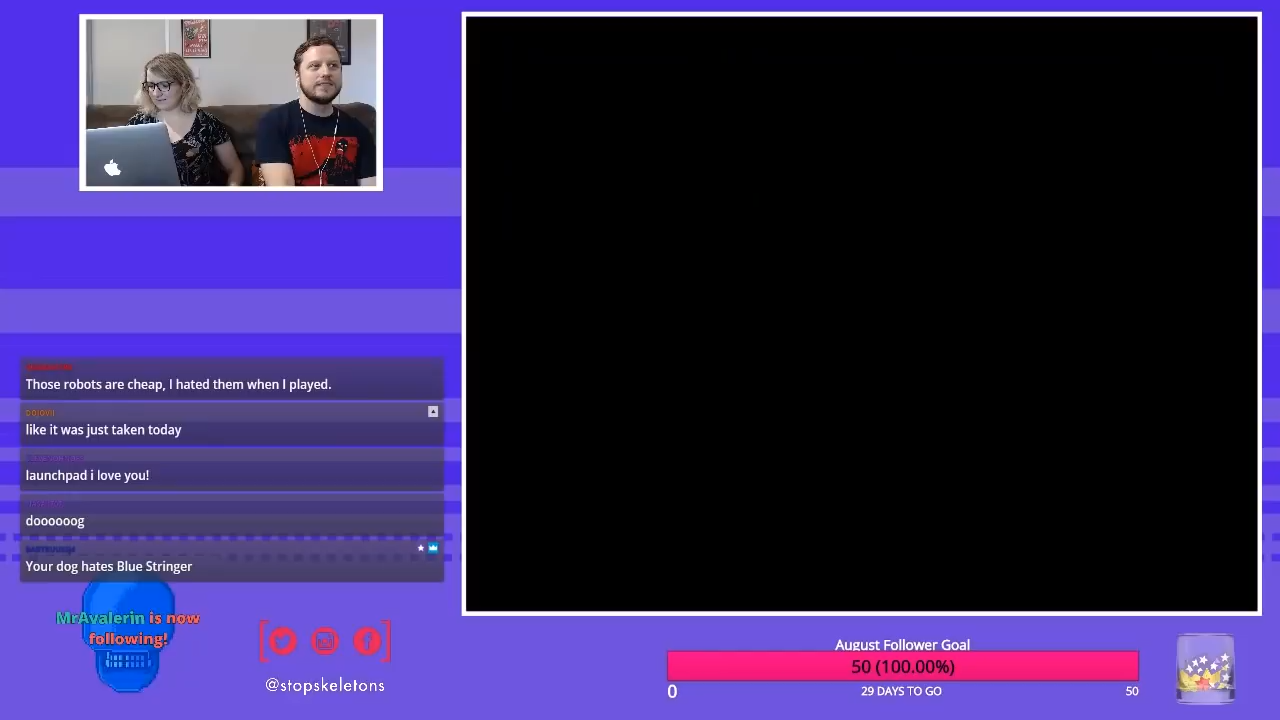 Those robots are cheap, I hated them when I played.
like it was just taken today
launchpad i love you!
doooooog
Your dog hates Blue Stringer
MrAvalerin is now
following!
@stopskeletons
August Follower Goal
50 (100.00%)
0
29 DAYS TO GO
50